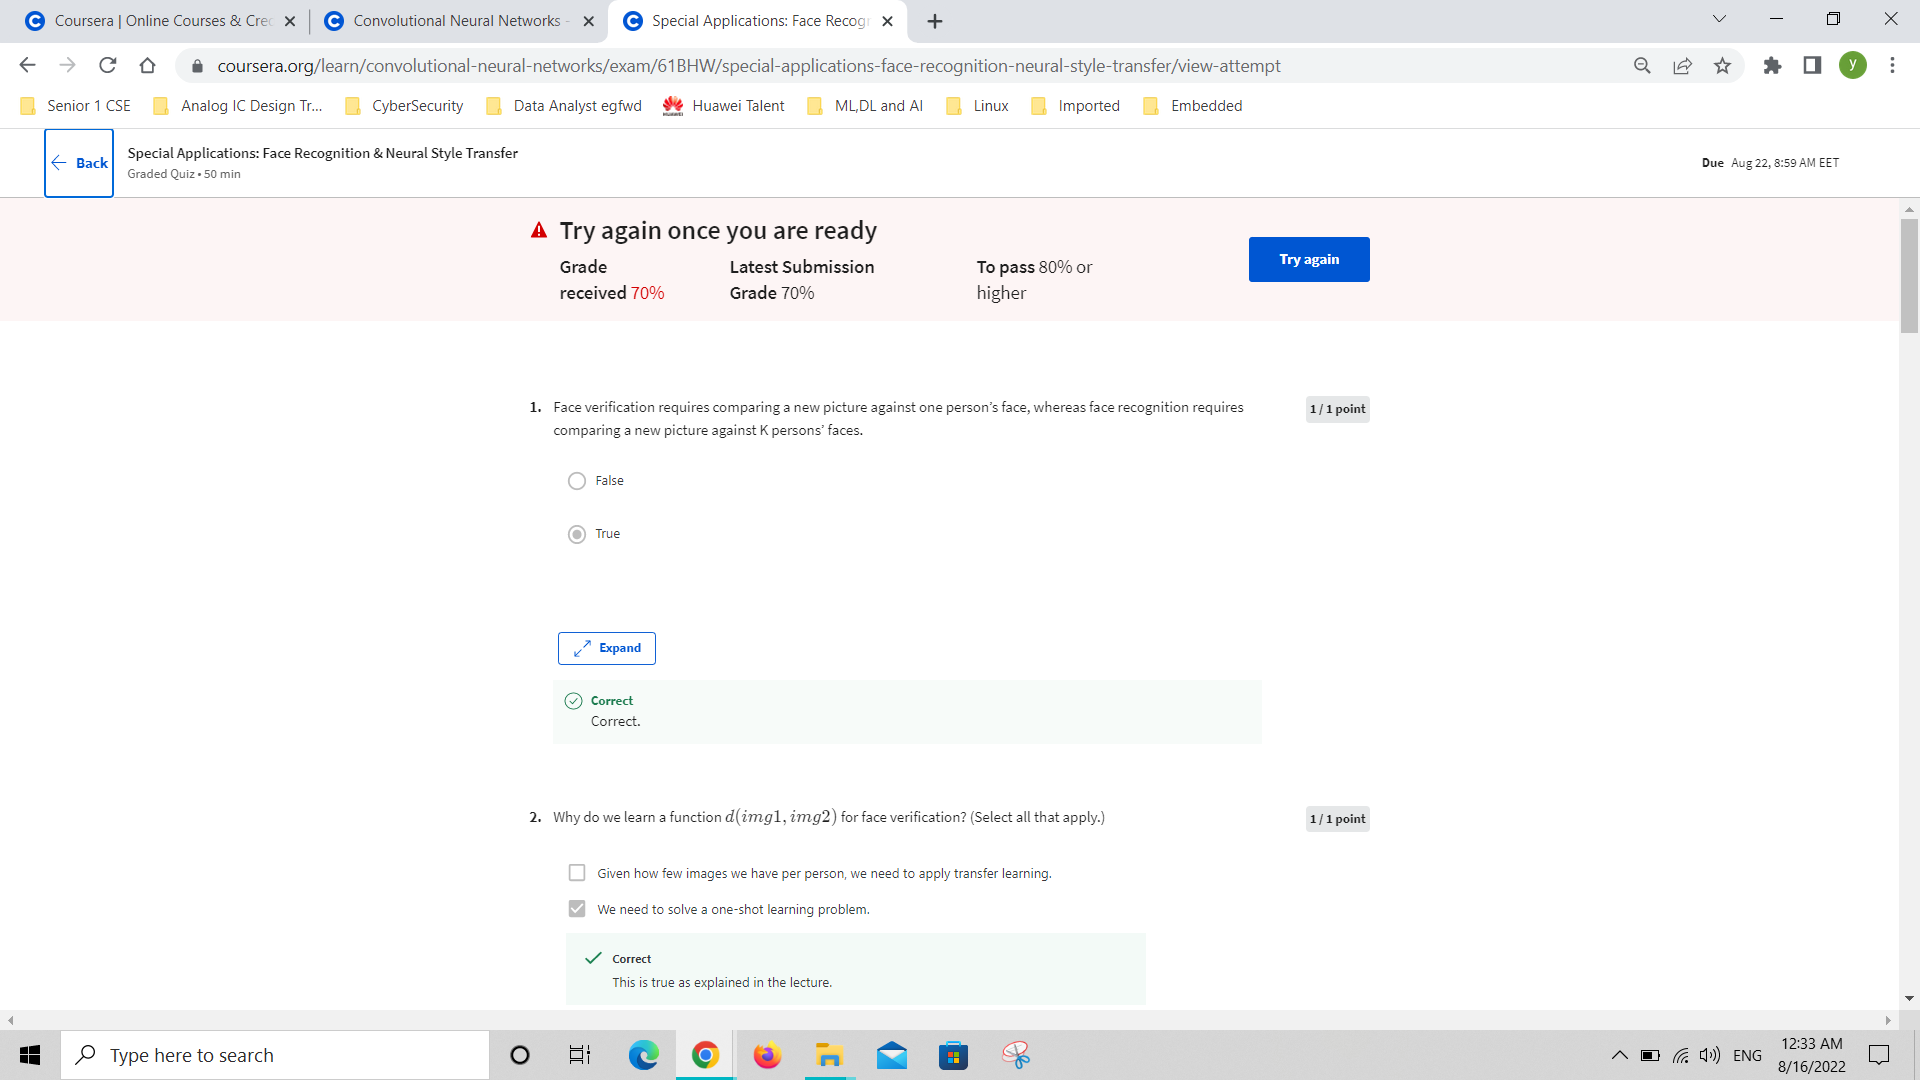 Coursera | Online Courses & Cre
Convolutional Neural Networks -
Special Applications: Face Recog
coursera.org/learn/convolutional-neural-networks/exam/61BHW/special-applications-face-recognition-neural-style-transfer/view-attempt
y
Senior 1 CSE
Analog IC Design Tr...
CyberSecurity
Data Analyst egfwd
Huawei Talent
ML,DL and AI
Linux
Imported
Embedded
Back
Special Applications: Face Recognition & Neural Style Transfer
Graded Quiz • 50 min
Due Aug 22, 8:59 AM EET
Try again once you are ready
Grade
received 70%
Latest Submission
Grade 70%
To pass 80% or
higher
Try again
1. Face verification requires comparing a new picture against one person's face, whereas face recognition requires
comparing a new picture against K persons' faces.
1 / 1 point
False
True
Expand
Correct
Correct.
2. Why do we learn a function d(img1, img2) for face verification? (Select all that apply.)
1 / 1 point
Given how few images we have per person, we need to apply transfer learning.
We need to solve a one-shot learning problem.
Correct
This is true as explained in the lecture.
Type here to search
ENG
12:33 AM
8/16/2022